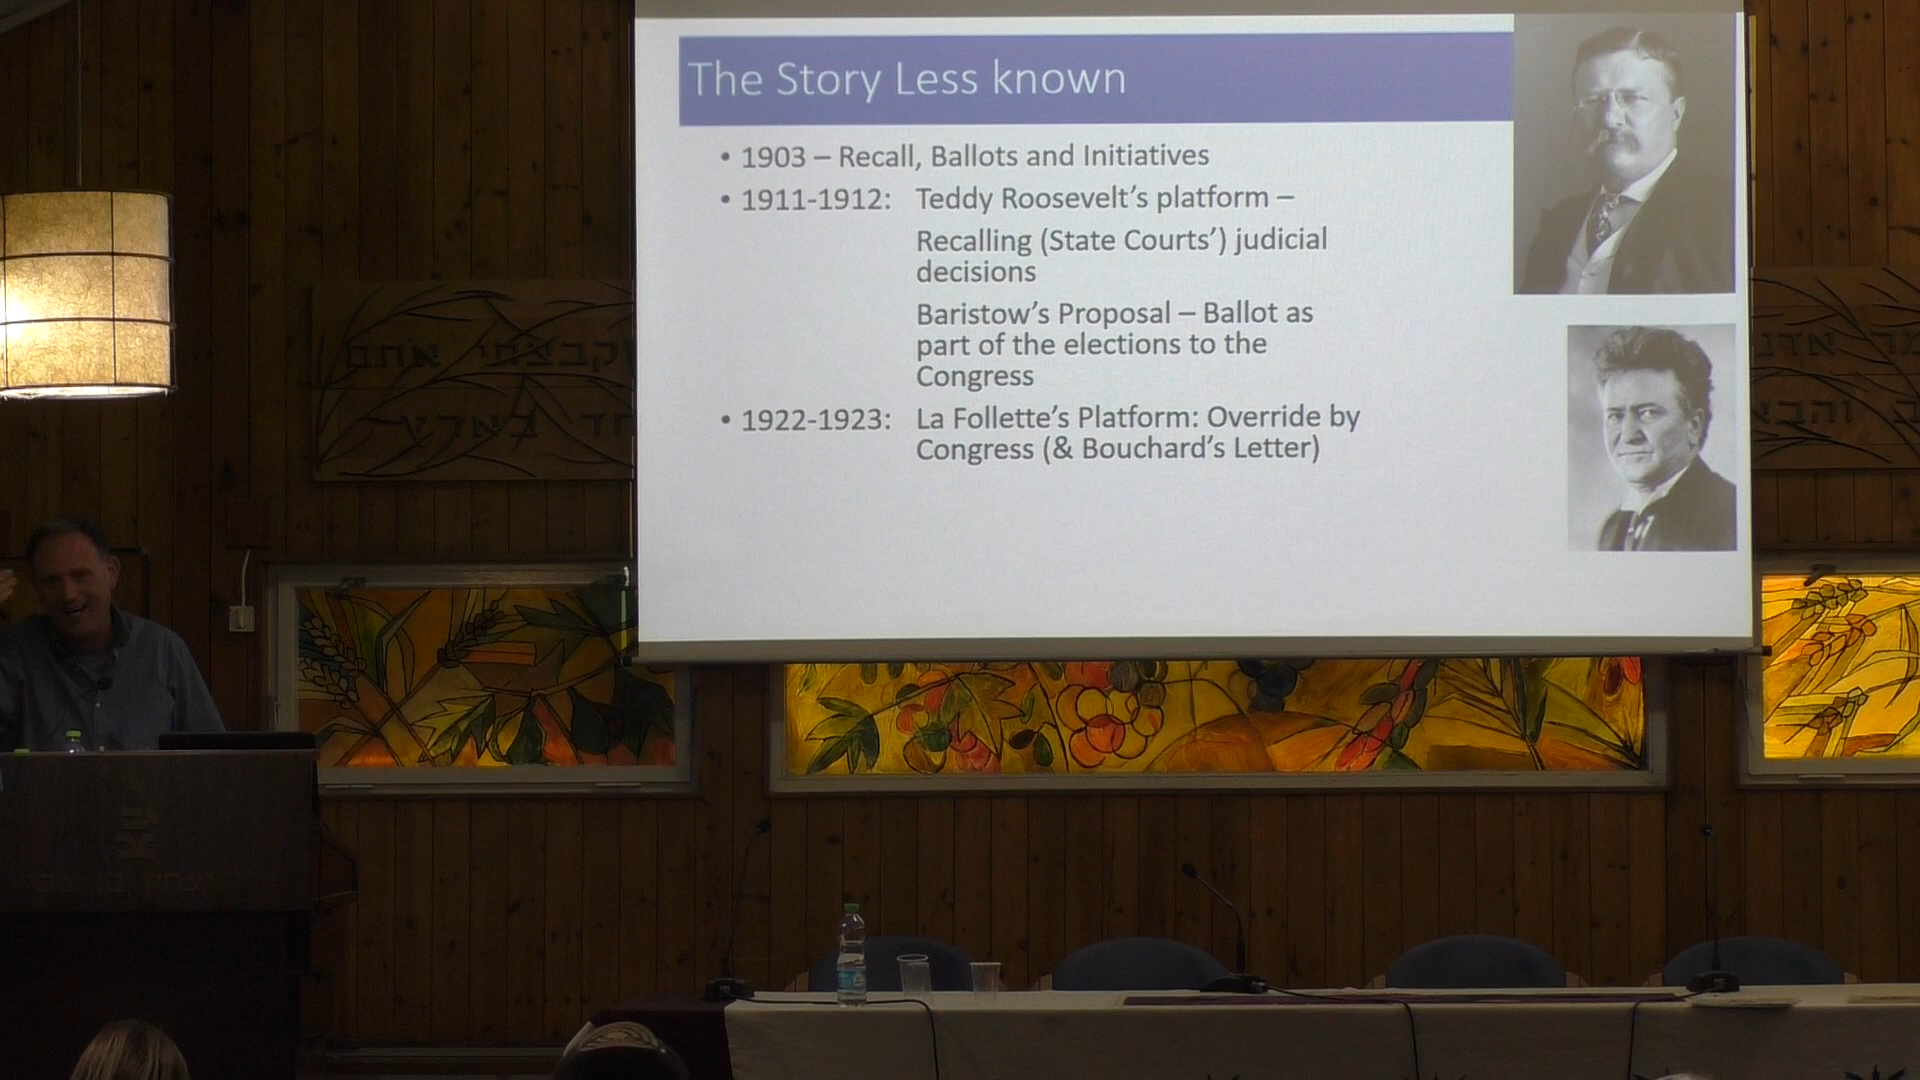 The Story Less known
• 1903 – Recall, Ballots and Initiatives
• 1911-1912: Teddy Roosevelt's platform –
Recalling (State Courts') judicial
decisions
Baristow's Proposal – Ballot as
part of the elections to the
Congress
• 1922-1923: La Follette's Platform: Override by
Congress (& Bouchard's Letter)
וקבצתי אתם